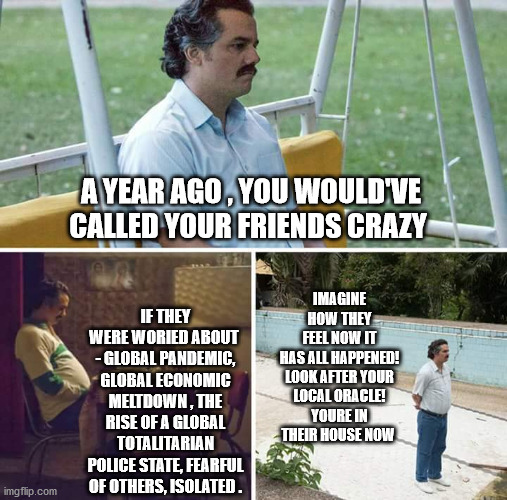 A YEAR AGO , YOU WOULD'VE
CALLED YOUR FRIENDS CRAZY
IF THEY
WERE WORIED ABOUT
- GLOBAL PANDEMIC,
GLOBAL ECONOMIC
MELTDOWN , THE
RISE OF A GLOBAL
TOTALITARIAN
POLICE STATE, FEARFUL
OF OTHERS, ISOLATED .
IMAGINE
HOW THEY
FEEL NOW IT
HAS ALL HAPPENED!
LOOK AFTER YOUR
LOCAL ORACLE!
YOURE IN
THEIR HOUSE NOW
imgflip.com